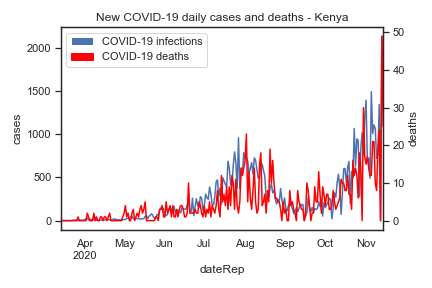 New COVID-19 daily cases and deaths - Kenya
COVID-19 infections
COVID-19 deaths
2000
1500
1000
500
0
cases
50
40
30
20
10
0
deaths
Apr May Jun Jul Aug Sep Oct Nov
2020
dateRep